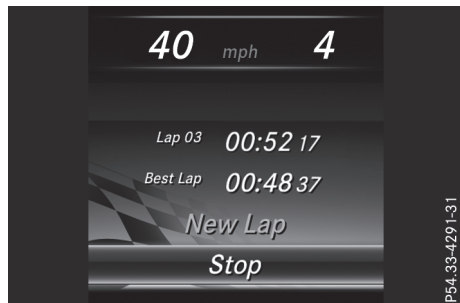 40 mph 4
Lap 03 00:52 17
Best Lap 00:48 37
New Lap
Stop
P54.33-4291-31